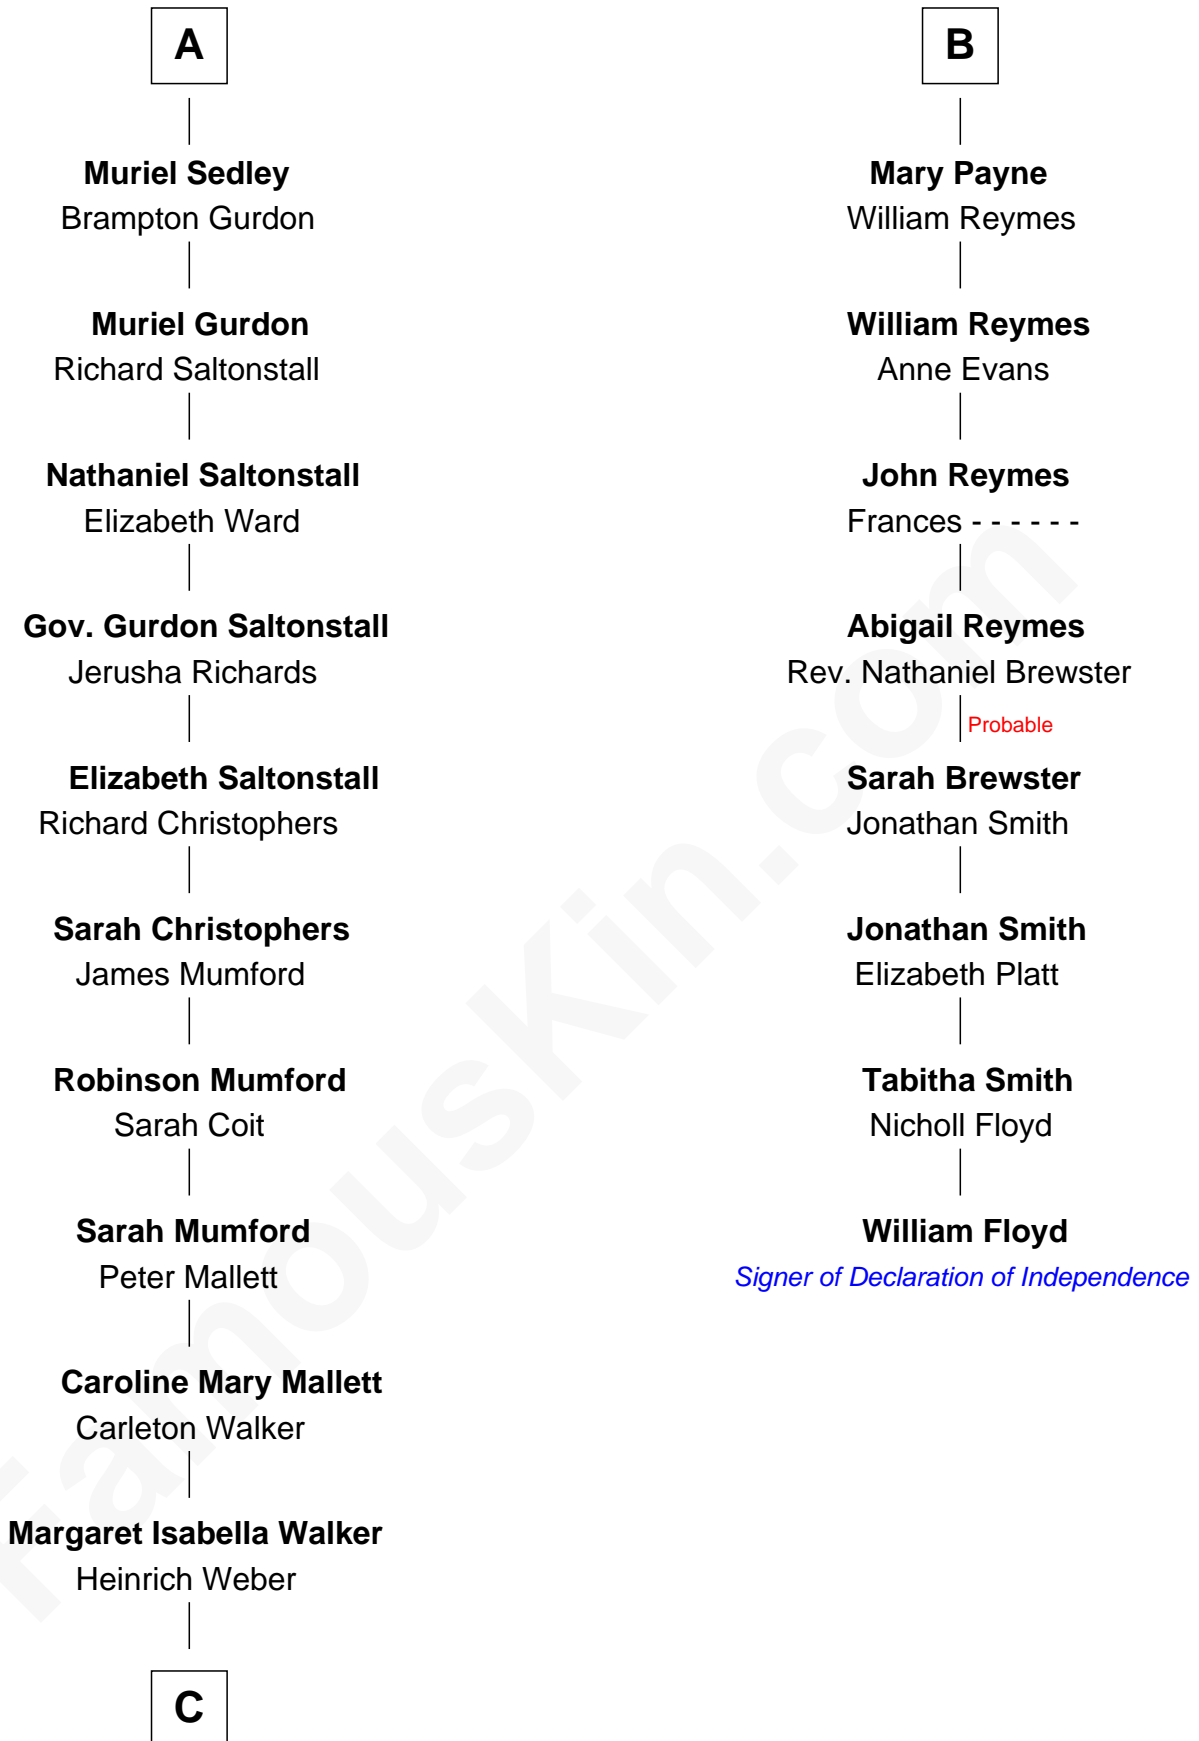 A
Muriel Sedley
Brampton Gurdon
Muriel Gurdon
Richard Saltonstall
Nathaniel Saltonstall
Elizabeth Ward
Gov. Gurdon Saltonstall
Jerusha Richards
Elizabeth Saltonstall
Richard Christophers
Sarah Christophers
James Mumford
Robinson Mumford
Sarah Coit
Sarah Mumford
Peter Mallett
Caroline Mary Mallett
Carleton Walker
Margaret Isabella Walker
Heinrich Weber
C
B
Mary Payne
William Reymes
William Reymes
Anne Evans
John Reymes
Frances - - - - - -
Abigail Reymes
Rev. Nathaniel Brewster
Probable
Sarah Brewster
Jonathan Smith
Jonathan Smith
Elizabeth Platt
Tabitha Smith
Nicholl Floyd
William Floyd
Signer of Declaration of Independence
FamousKin.com